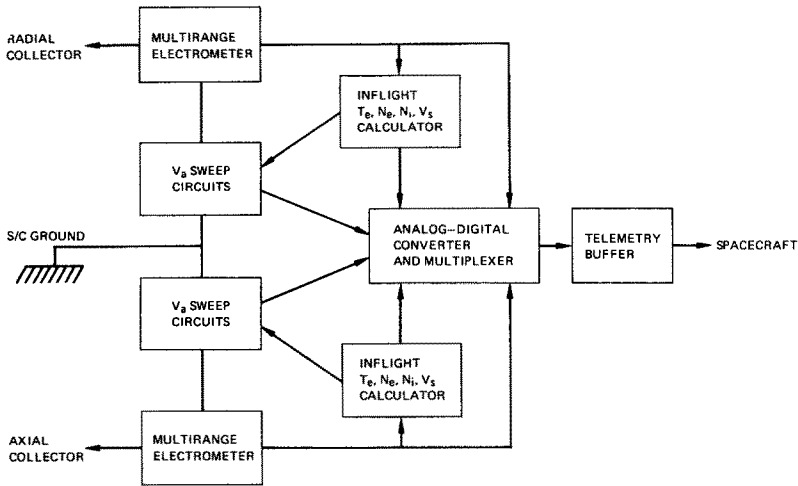 RADIAL
COLLECTOR
MULTIRANGE
ELECTROMETER
INFLIGHT
Te, Ne, Ni, Vs
CALCULATOR
Va SWEEP
CIRCUITS
S/C GROUND
ANALOG–DIGITAL
CONVERTER
AND MULTIPLEXER
TELEMETRY
BUFFER
SPACECRAFT
Va SWEEP
CIRCUITS
INFLIGHT
Te, Ne, Ni, Vs
CALCULATOR
AXIAL
COLLECTOR
MULTIRANGE
ELECTROMETER